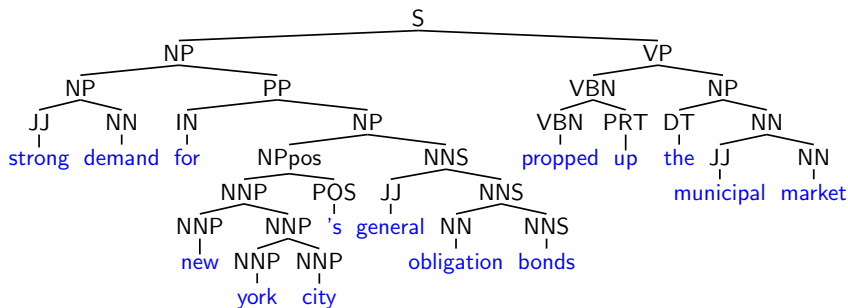 S
NP VP
NP PP VBN NP
JJ NN IN NP VBN PRT DT NN
strong demand for NPpos NNS propped up the JJ NN
NNP POS JJ NNS municipal market
NNP NNP 's general NN NNS
new NNP NNP obligation bonds
york city